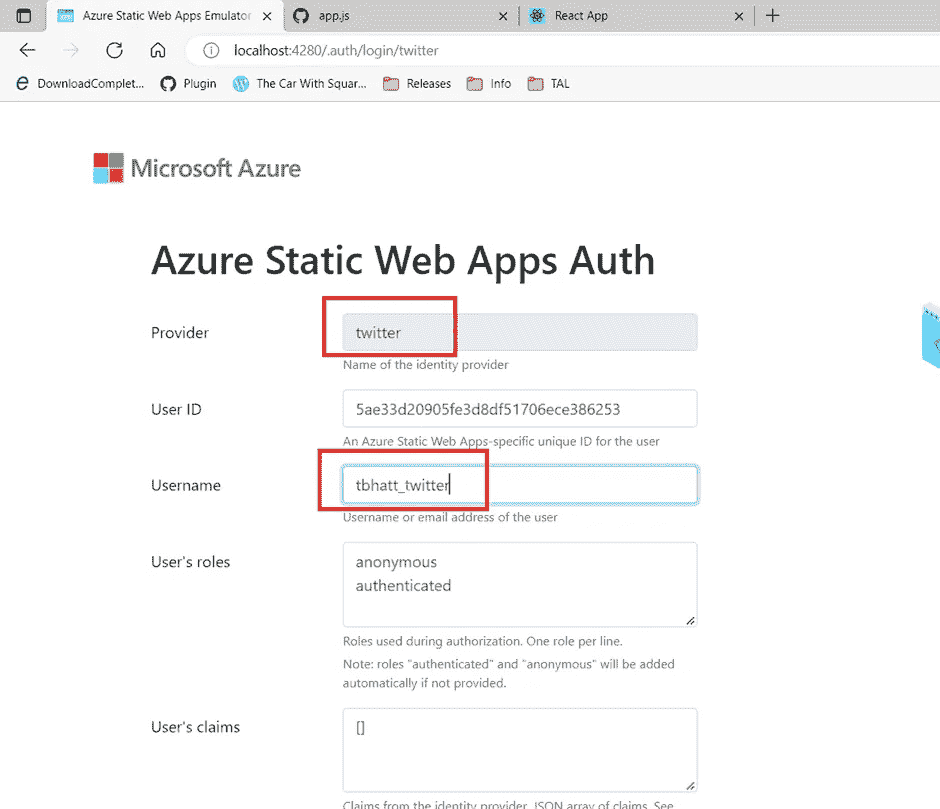 Azure Static Web Apps Emulator
app.js
React App
localhost:4280/.auth/login/twitter
DownloadComplet... Plugin The Car With Squar... Releases Info TAL
Microsoft Azure
Azure Static Web Apps Auth
Provider
twitter
Name of the identity provider
User ID
5ae33d20905fe3d8df51706ece386253
An Azure Static Web Apps-specific unique ID for the user
Username
tbhatt_twitter
Username or email address of the user
User's roles
anonymous
authenticated
Roles used during authorization. One role per line.
Note: roles "authenticated" and "anonymous" will be added
automatically if not provided.
User's claims
[]
Claims from the identity provider. JSON array of claims. See